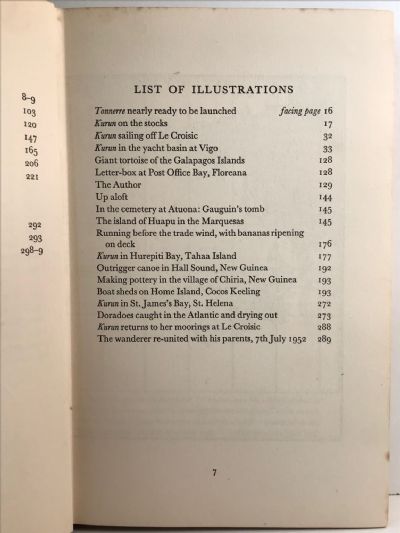 8-9
103
120
147
165
206
221
292
293
298-9
LIST OF ILLUSTRATIONS
Tonnerre nearly ready to be launched facing page 16
Kurun on the stocks 17
Kurun sailing off Le Croisic 32
Kurun in the yacht basin at Vigo 33
Giant tortoise of the Galapagos Islands 128
Letter-box at Post Office Bay, Floreana 128
The Author 129
Up aloft 144
In the cemetery at Atuona: Gauguin's tomb 145
The island of Huapu in the Marquesas 145
Running before the trade wind, with bananas ripening
on deck 176
Kurun in Hurepiti Bay, Tahaa Island 177
Outrigger canoe in Hall Sound, New Guinea 192
Making pottery in the village of Chiria, New Guinea 193
Boat sheds on Home Island, Cocos Keeling 193
Kurun in St. James's Bay, St. Helena 272
Doradoes caught in the Atlantic and drying out 273
Kurun returns to her moorings at Le Croisic 288
The wanderer re-united with his parents, 7th July 1952 289
7